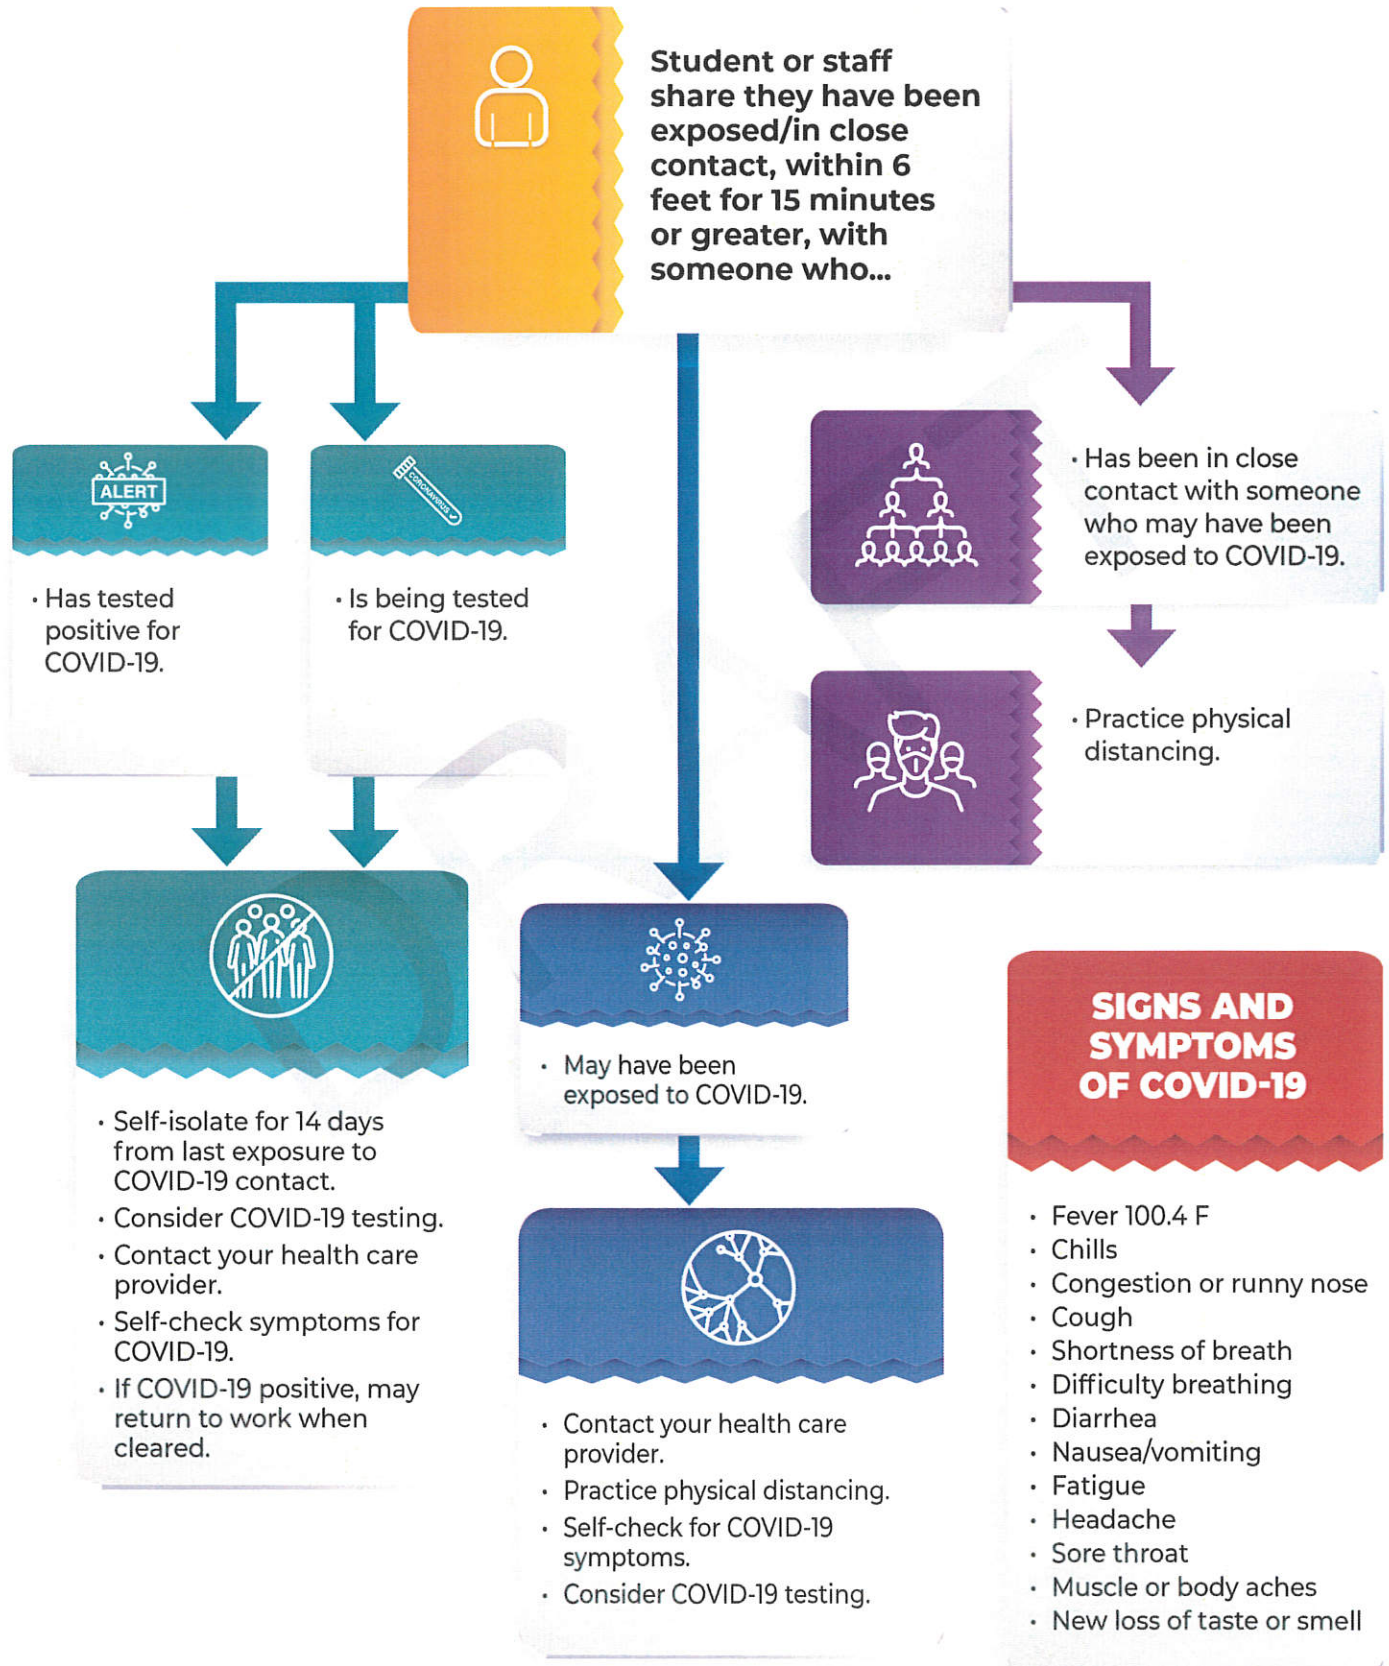 Student or staff
share they have been
exposed/in close
contact, within 6
feet for 15 minutes
or greater, with
someone who...
ALERT
• Has tested
positive for
COVID-19.
CORONAVIRUS
• Is being tested
for COVID-19.
• Has been in close
contact with someone
who may have been
exposed to COVID-19.
• Practice physical
distancing.
• Self-isolate for 14 days
from last exposure to
COVID-19 contact.
• Consider COVID-19 testing.
• Contact your health care
provider.
• Self-check symptoms for
COVID-19.
• If COVID-19 positive, may
return to work when
cleared.
• May have been
exposed to COVID-19.
• Contact your health care
provider.
• Practice physical distancing.
• Self-check for COVID-19
symptoms.
• Consider COVID-19 testing.
SIGNS AND
SYMPTOMS
OF COVID-19
• Fever 100.4 F
• Chills
• Congestion or runny nose
• Cough
• Shortness of breath
• Difficulty breathing
• Diarrhea
• Nausea/vomiting
• Fatigue
• Headache
• Sore throat
• Muscle or body aches
• New loss of taste or smell